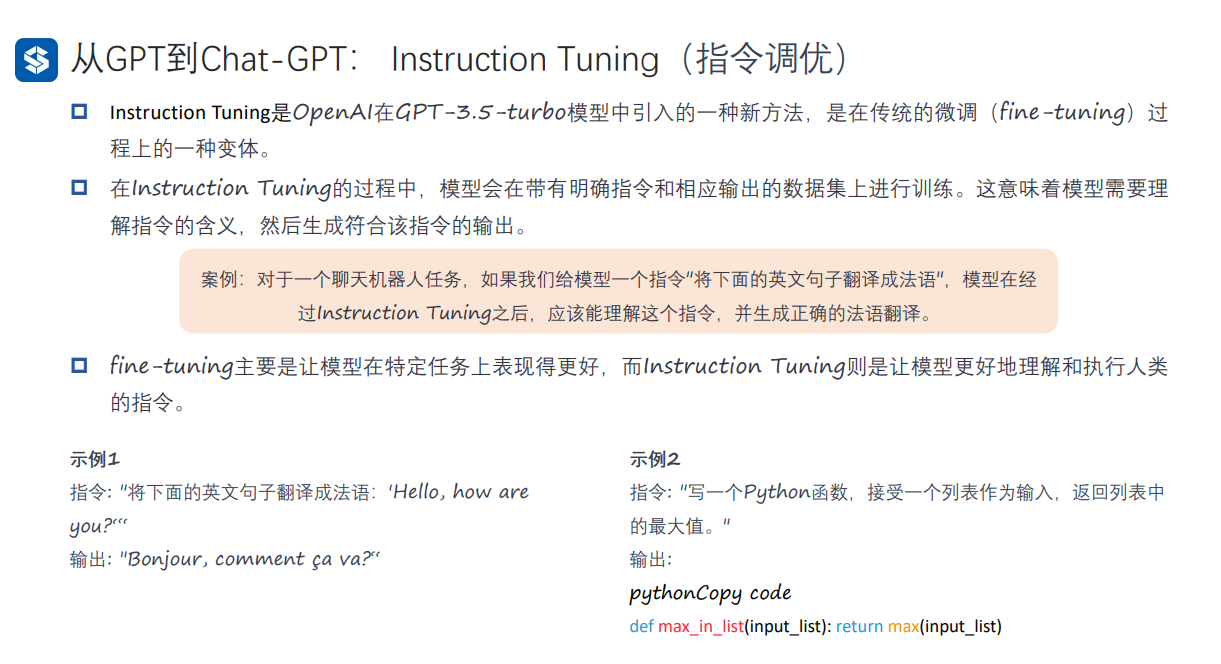 从GPT到Chat-GPT： Instruction Tuning（指令调优）
Instruction Tuning是OpenAI在GPT-3.5-turbo模型中引入的一种新方法，是在传统的微调（fine-tuning）过
程上的一种变体。
在Instruction Tuning的过程中，模型会在带有明确指令和相应输出的数据集上进行训练。这意味着模型需要理
解指令的含义，然后生成符合该指令的输出。
案例：对于一个聊天机器人任务，如果我们给模型一个指令"将下面的英文句子翻译成法语"，模型在经
过Instruction Tuning之后，应该能理解这个指令，并生成正确的法语翻译。
fine-tuning主要是让模型在特定任务上表现得更好，而Instruction Tuning则是让模型更好地理解和执行人类
的指令。
示例1
指令: "将下面的英文句子翻译成法语：'Hello, how are
you?‘“
输出: "Bonjour, comment ça va?“
示例2
指令: "写一个Python函数，接受一个列表作为输入，返回列表中
的最大值。"
输出:
pythonCopy code
def max_in_list(input_list): return max(input_list)